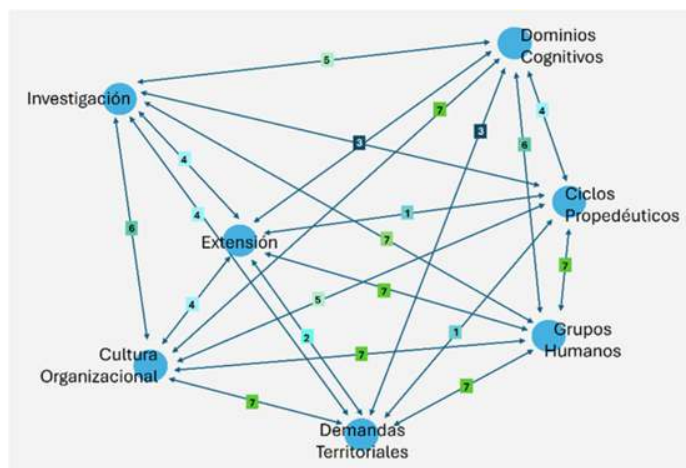 Dominios
Cognitivos
5
Investigación
7
3
3
4
4
6
4
Ciclos
Propedéuticos
1
6
4
Extensión
7
7
7
5
4
2
1
Grupos
Humanos
Cultura
Organizacional
7
7
7
Demandas
Territoriales